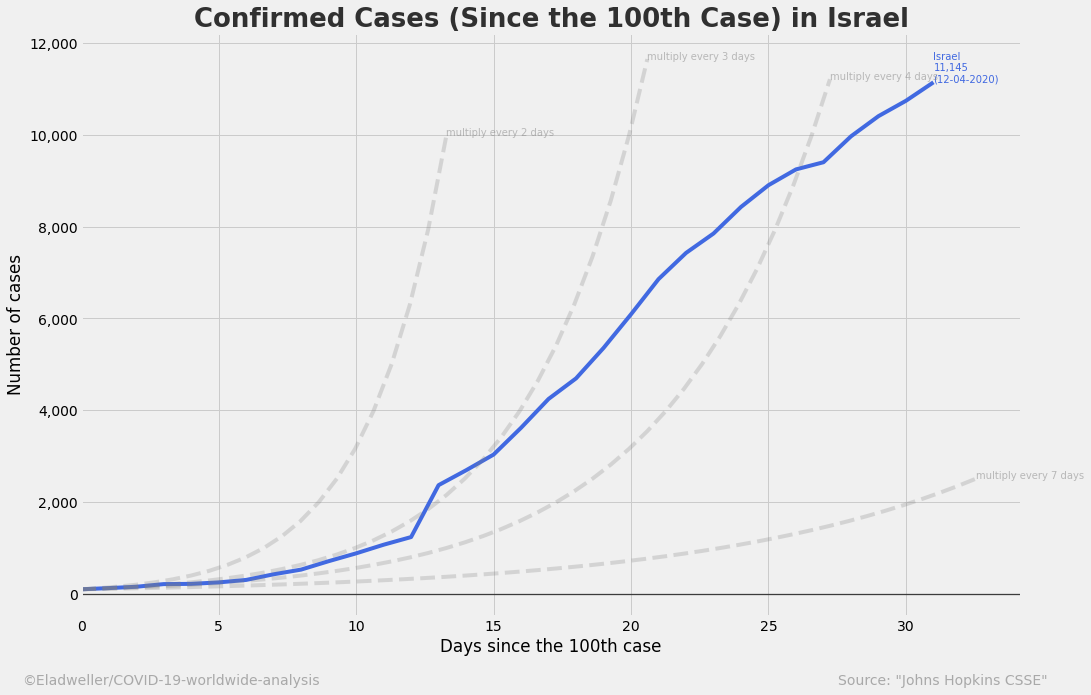 Confirmed Cases (Since the 100th Case) in Israel
12,000
10,000
8,000
6,000
4,000
2,000
0
Number of cases
multiply every 2 days
multiply every 3 days
multiply every 4 days
multiply every 7 days
Israel
11,145
(12-04-2020)
0 5 10 15 20 25 30
Days since the 100th case
©Eladweller/COVID-19-worldwide-analysis
Source: "Johns Hopkins CSSE"